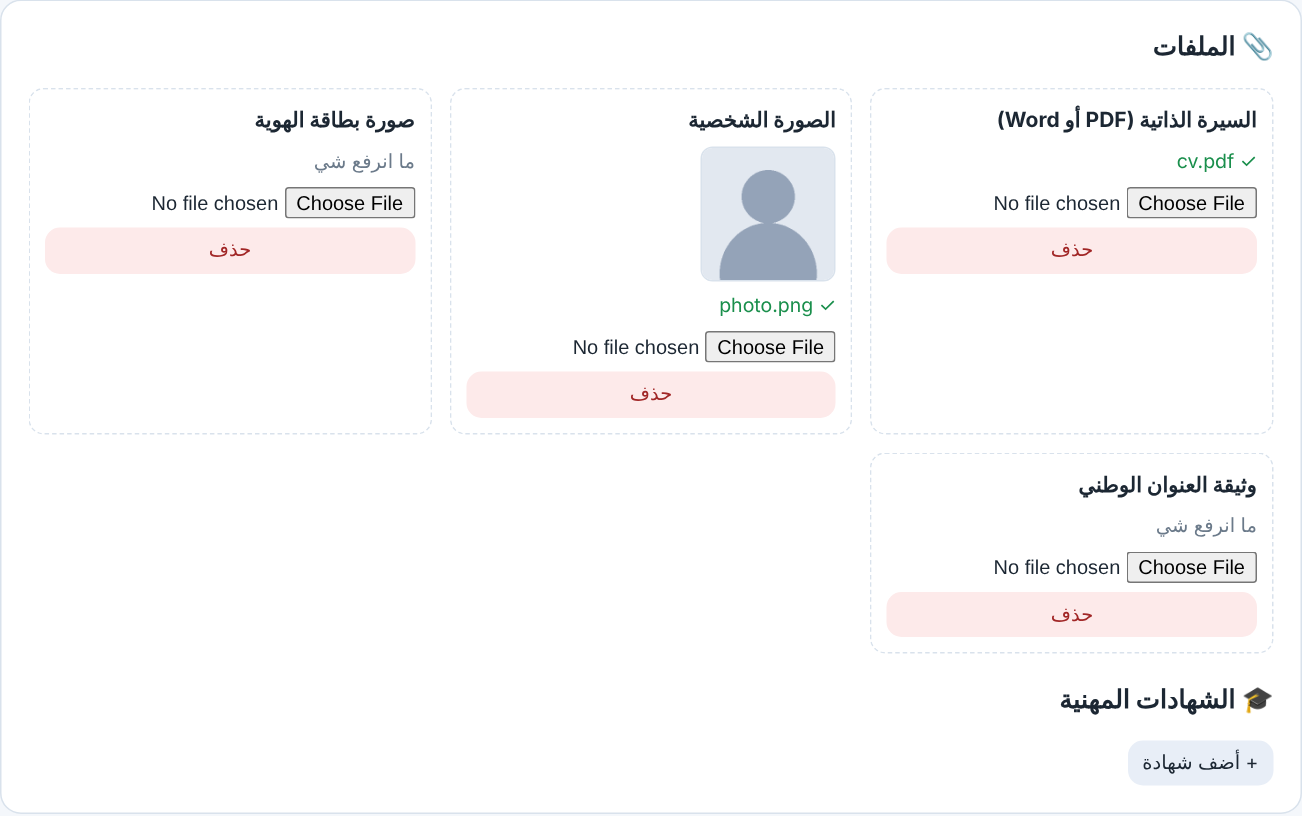 📎 الملفات
السيرة الذاتية (PDF أو Word)
✓ cv.pdf
Choose File No file chosen
حذف
الصورة الشخصية
✓ photo.png
Choose File No file chosen
حذف
صورة بطاقة الهوية
ما انرفع شي
Choose File No file chosen
حذف
وثيقة العنوان الوطني
ما انرفع شي
Choose File No file chosen
حذف
🎓 الشهادات المهنية
+ أضف شهادة